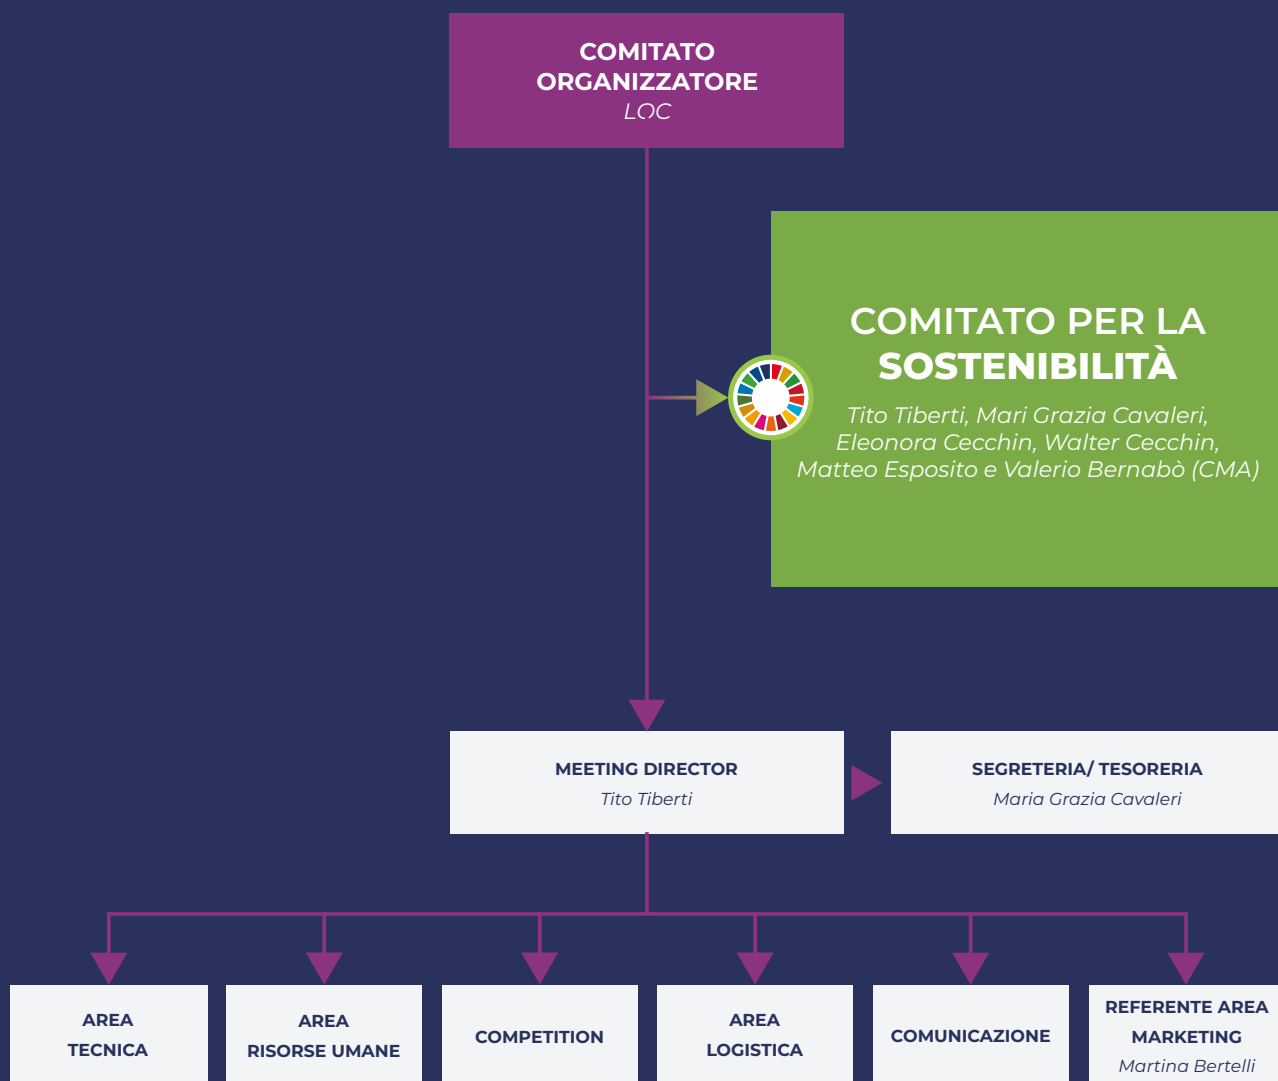 COMITATO
ORGANIZZATORE
LOC
COMITATO PER LA
SOSTENIBILITÀ
Tito Tiberti, Mari Grazia Cavaleri,
Eleonora Cecchin, Walter Cecchin,
Matteo Esposito e Valerio Bernabò (CMA)
MEETING DIRECTOR
Tito Tiberti
SEGRETERIA/ TESORERIA
Maria Grazia Cavaleri
AREA
TECNICA
AREA
RISORSE UMANE
COMPETITION
AREA
LOGISTICA
COMUNICAZIONE
REFERENTE AREA
MARKETING
Martina Bertelli